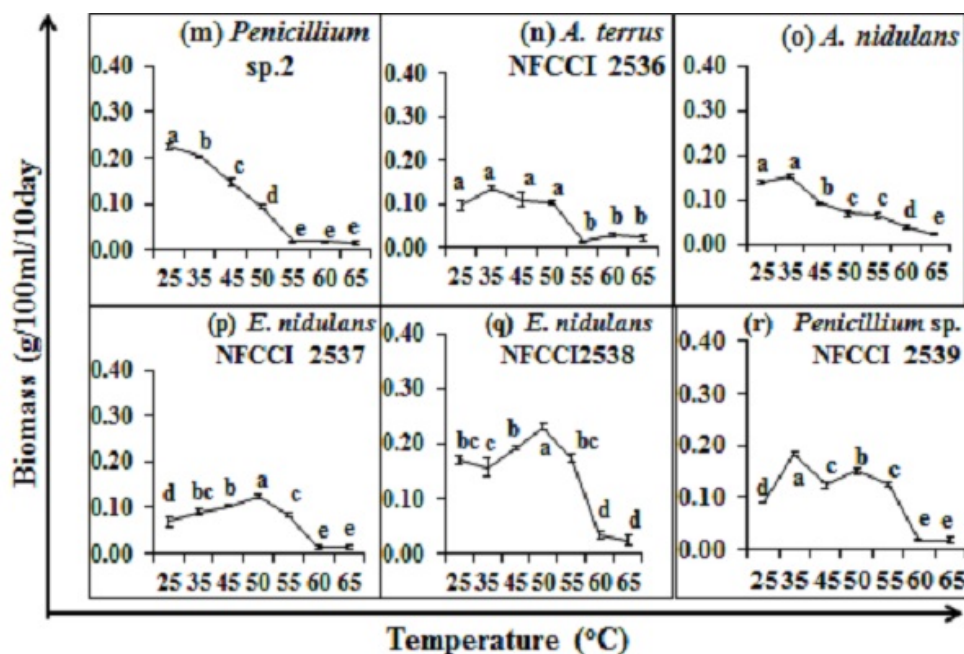 Biomass (g/100ml/10day
(m) Penicillium
sp.2
0.40
0.30
0.20
0.10
0.00
a b c d e e e
25 35 45 50 55 60 65
(n) A. terrus
NFCCI 2536
0.40
0.30
0.20
0.10
0.00
a a a a b b b
25 35 45 50 55 60 65
(o) A. nidulans
0.40
0.30
0.20
0.10
0.00
a a b c c d e
25 35 45 50 55 60 65
(p) E. nidulans
NFCCI 2537
0.40
0.30
0.20
0.10
0.00
d bc b a c e e
25 35 45 50 55 60 65
(q) E. nidulans
NFCCI2538
0.40
0.30
0.20
0.10
0.00
bc c b a bc d d
25 35 45 50 55 60 65
(r) Penicillium sp.
NFCCI 2539
0.40
0.30
0.20
0.10
0.00
d a c b c e e
25 35 45 50 55 60 65
Temperature (°C)